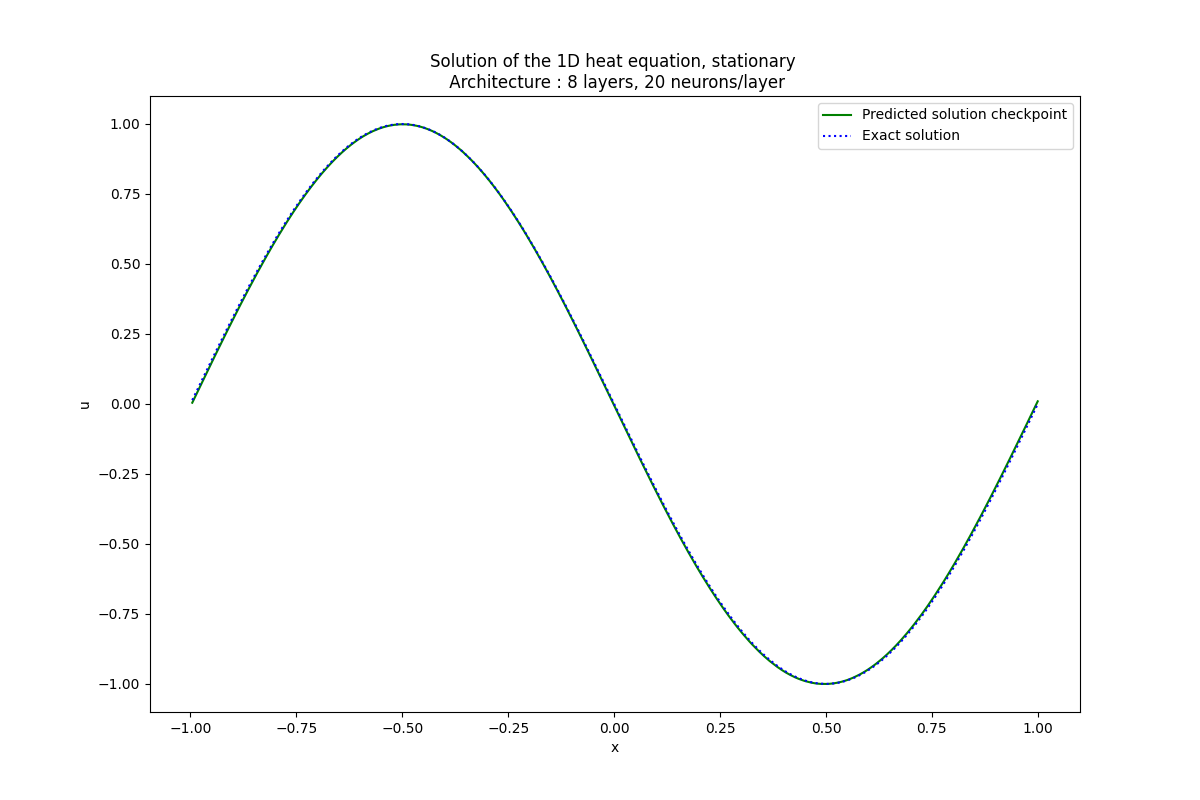 Solution of the 1D heat equation, stationary
Architecture : 8 layers, 20 neurons/layer
Predicted solution checkpoint
Exact solution
1.00
0.75
0.50
0.25
0.00
−0.25
−0.50
−0.75
−1.00
u
−1.00 −0.75 −0.50 −0.25 0.00 0.25 0.50 0.75 1.00
x